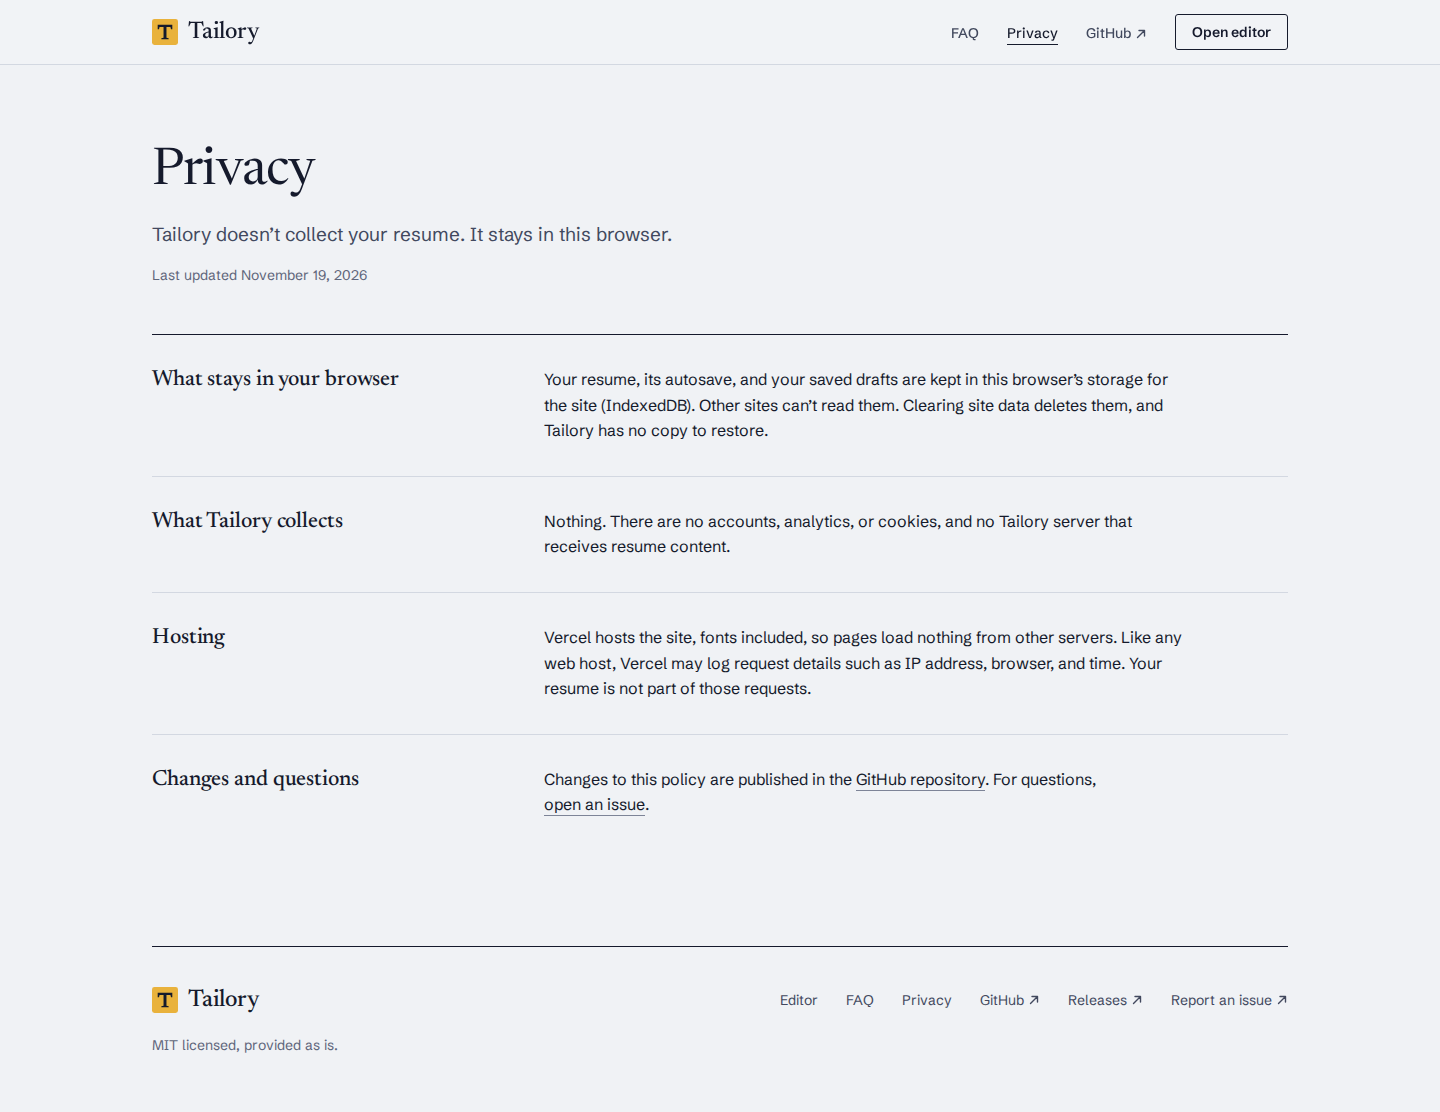 T Tailory
FAQ Privacy GitHub ↗ Open editor
Privacy
Tailory doesn’t collect your resume. It stays in this browser.
Last updated November 19, 2026
What stays in your browser
Your resume, its autosave, and your saved drafts are kept in this browser’s storage for
the site (IndexedDB). Other sites can’t read them. Clearing site data deletes them, and
Tailory has no copy to restore.
What Tailory collects
Nothing. There are no accounts, analytics, or cookies, and no Tailory server that
receives resume content.
Hosting
Vercel hosts the site, fonts included, so pages load nothing from other servers. Like any
web host, Vercel may log request details such as IP address, browser, and time. Your
resume is not part of those requests.
Changes and questions
Changes to this policy are published in the GitHub repository. For questions,
open an issue.
T Tailory
Editor FAQ Privacy GitHub ↗ Releases ↗ Report an issue ↗
MIT licensed, provided as is.